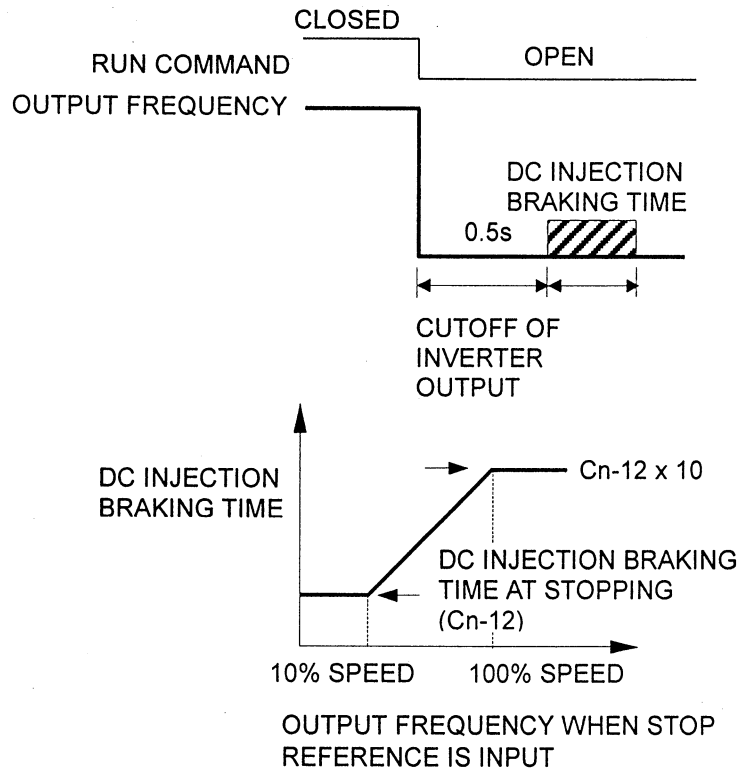 CLOSED
RUN COMMAND
OPEN
OUTPUT FREQUENCY
DC INJECTION
BRAKING TIME
0.5s
CUTOFF OF
INVERTER
OUTPUT
DC INJECTION
BRAKING TIME
Cn-12 x 10
DC INJECTION BRAKING
TIME AT STOPPING
(Cn-12)
10% SPEED
100% SPEED
OUTPUT FREQUENCY WHEN STOP
REFERENCE IS INPUT